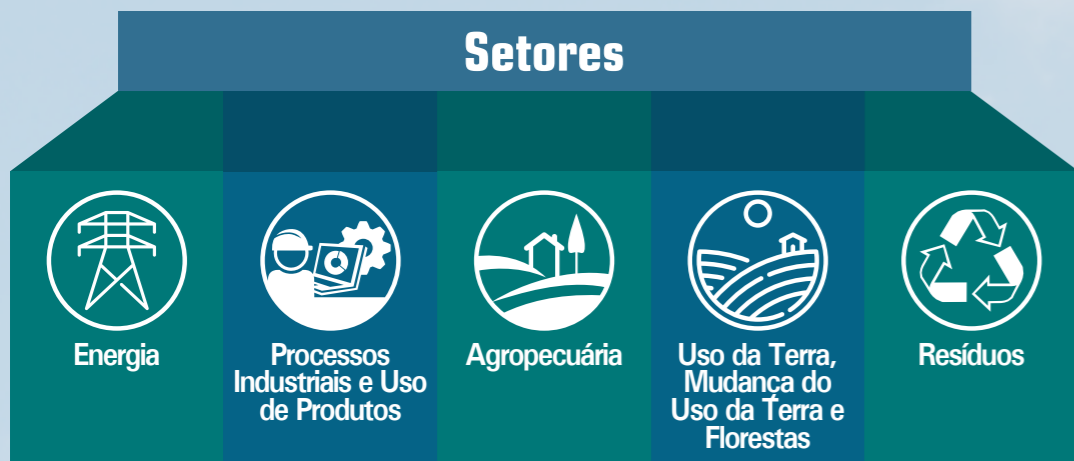 Setores
Energia
Processos
Industriais e Uso
de Produtos
Agropecuária
Uso da Terra,
Mudança do
Uso da Terra e
Florestas
Resíduos